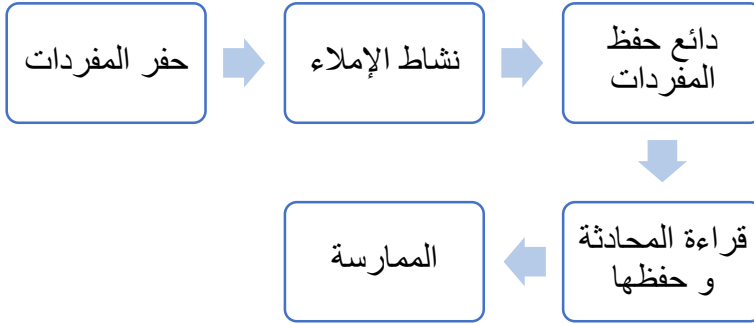 حفر المفردات
نشاط الإملاء
دائع حفظ
المفردات
قراءة المحادثة
و حفظها
الممارسة